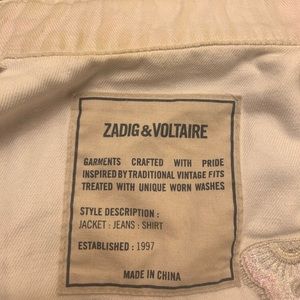 ZADIG & VOLTAIRE
GARMENTS CRAFTED WITH PRIDE
INSPIRED BY TRADITIONAL VINTAGE FITS
TREATED WITH UNIQUE WORN WASHES
STYLE DESCRIPTION :
JACKET : JEANS : SHIRT
ESTABLISHED : 1997
MADE IN CHINA